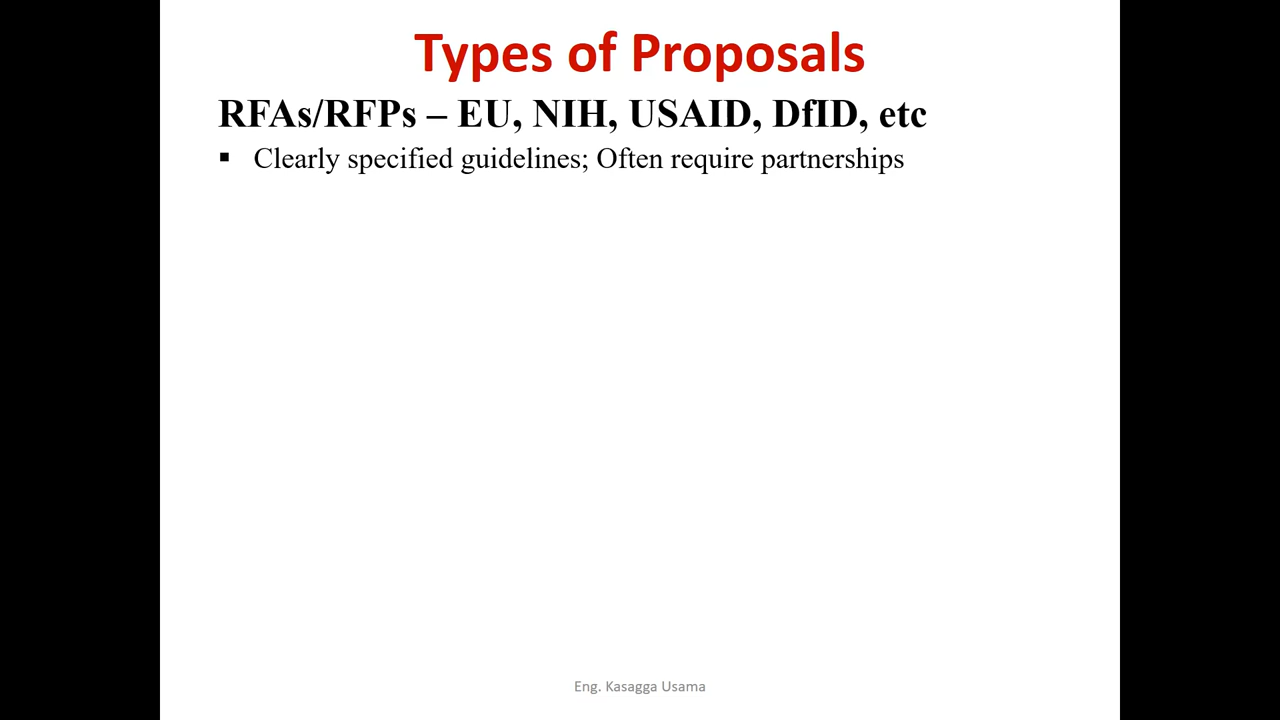 Types of Proposals
RFAs/RFPs – EU, NIH, USAID, DfID, etc
▪ Clearly specified guidelines; Often require partnerships
Eng. Kasagga Usama